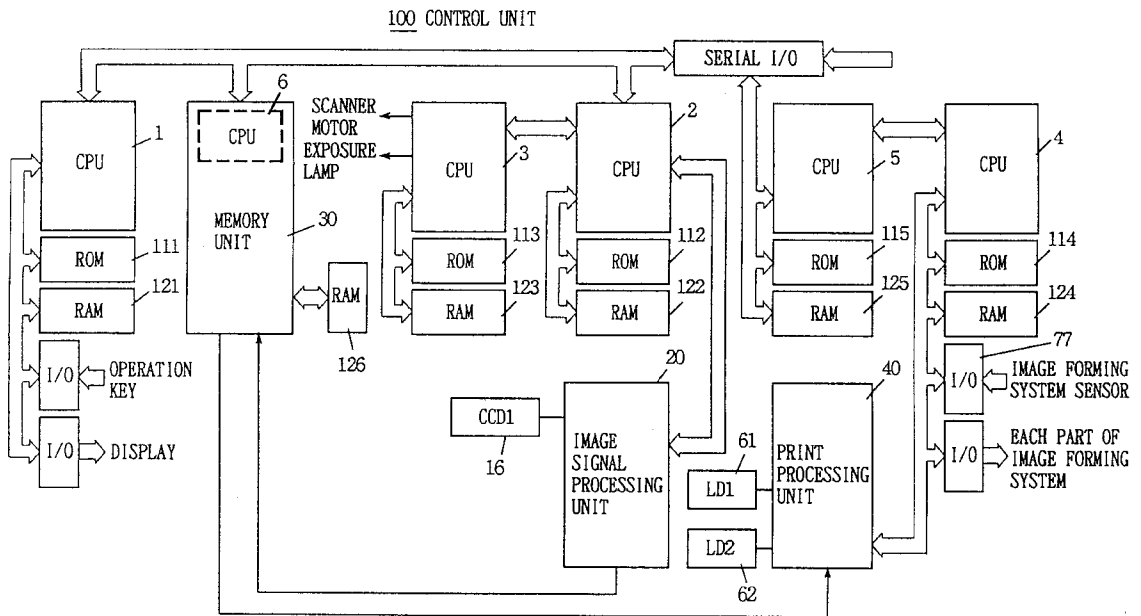 100 CONTROL UNIT
SERIAL I/O
6
1
CPU
SCANNER
MOTOR
EXPOSURE
LAMP
2
3
4
5
CPU
CPU
CPU
CPU
CPU
MEMORY
UNIT
30
111
ROM
113
ROM
112
ROM
115
ROM
114
ROM
121
RAM
RAM
126
123
RAM
122
RAM
125
RAM
124
RAM
77
I/O
OPERATION
KEY
I/O
DISPLAY
20
40
I/O
IMAGE FORMING
SYSTEM SENSOR
CCD1
16
IMAGE
SIGNAL
PROCESSING
UNIT
61
LD1
LD2
62
PRINT
PROCESSING
UNIT
I/O
EACH PART OF
IMAGE FORMING
SYSTEM